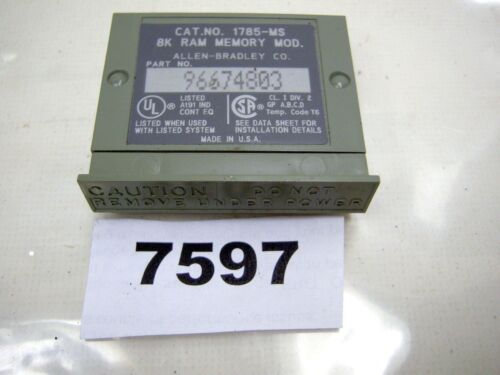 CAT.NO. 1785-MS
8K RAM MEMORY MOD.
ALLEN-BRADLEY CO.
PART NO.
96674803
UL
LISTED
A191 IND
CONT EQ
LISTED WHEN USED
WITH LISTED SYSTEM
SA
CL. I DIV. 2
GP A,B,C,D
Temp. Code T6
SEE DATA SHEET FOR
INSTALLATION DETAILS
MADE IN U.S.A.
CAUTION DO NOT
REMOVE UNDER POWER
7597